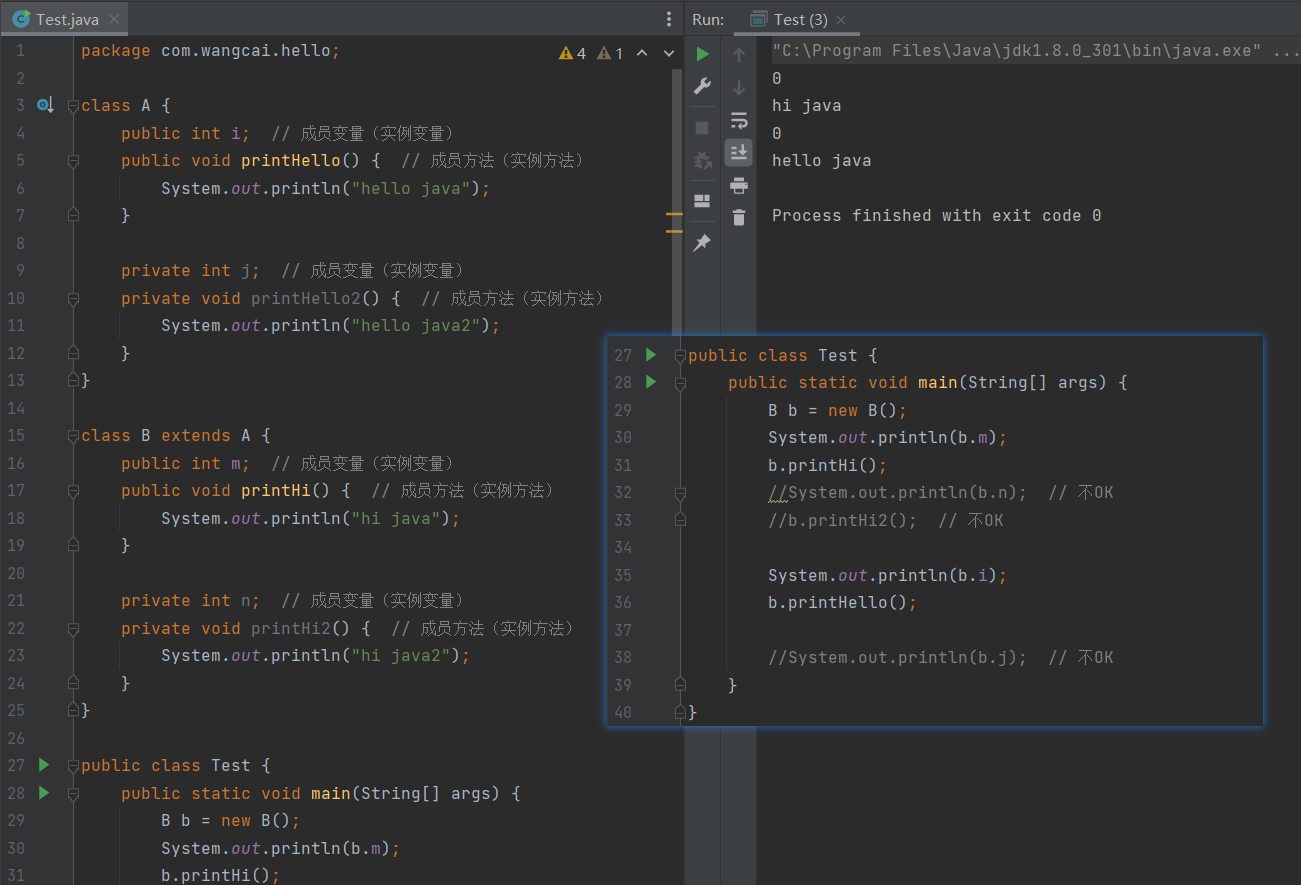 Test.java
4 1
1 package com.wangcai.hello;
2
3 class A {
4 public int i;  // 成员变量（实例变量）
5 public void printHello() {  // 成员方法（实例方法）
6 System.out.println("hello java");
7 }
8
9 private int j;  // 成员变量（实例变量）
10 private void printHello2() {  // 成员方法（实例方法）
11 System.out.println("hello java2");
12 }
13 }
14
15 class B extends A {
16 public int m;  // 成员变量（实例变量）
17 public void printHi() {  // 成员方法（实例方法）
18 System.out.println("hi java");
19 }
20
21 private int n;  // 成员变量（实例变量）
22 private void printHi2() {  // 成员方法（实例方法）
23 System.out.println("hi java2");
24 }
25 }
26
27 public class Test {
28 public static void main(String[] args) {
29 B b = new B();
30 System.out.println(b.m);
31 b.printHi();
Run: Test (3)
"C:\Program Files\Java\jdk1.8.0_301\bin\java.exe" ...
0
hi java
0
hello java
Process finished with exit code 0
27 public class Test {
28 public static void main(String[] args) {
29 B b = new B();
30 System.out.println(b.m);
31 b.printHi();
32 //System.out.println(b.n);  // 不OK
33 //b.printHi2();  // 不OK
34
35 System.out.println(b.i);
36 b.printHello();
37
38 //System.out.println(b.j);  // 不OK
39 }
40 }